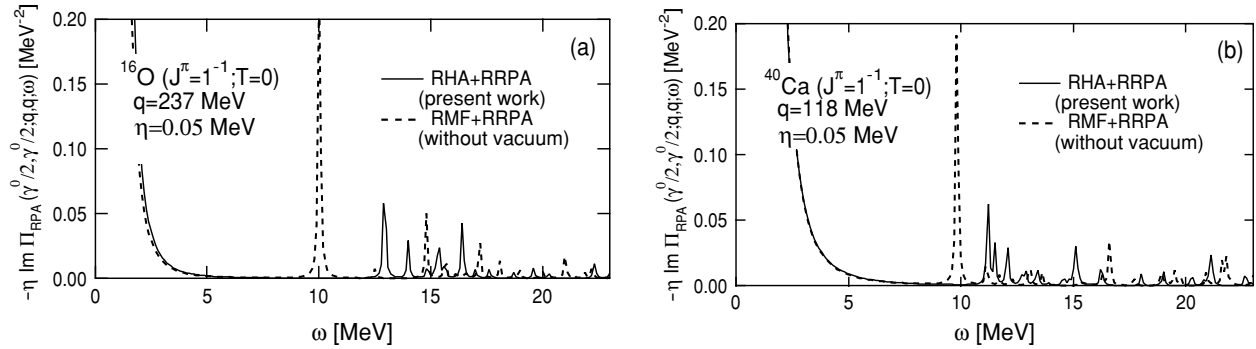 −η Im Π_RPA (γ⁰/2,γ⁰/2;q,q;ω) [MeV⁻²]
0.20
0.15
0.10
0.05
0.00
(a)
¹⁶O (Jᵖ=1⁻¹;T=0)
q=237 MeV
η=0.05 MeV
RHA+RRPA
(present work)
RMF+RRPA
(without vacuum)
0 5 10 15 20
ω [MeV]
−η Im Π_RPA (γ⁰/2,γ⁰/2;q,q;ω) [MeV⁻²]
0.20
0.15
0.10
0.05
0.00
(b)
⁴⁰Ca (J^π=1⁻¹;T=0)
q=118 MeV
η=0.05 MeV
RHA+RRPA
(present work)
RMF+RRPA
(without vacuum)
0 5 10 15 20
ω [MeV]